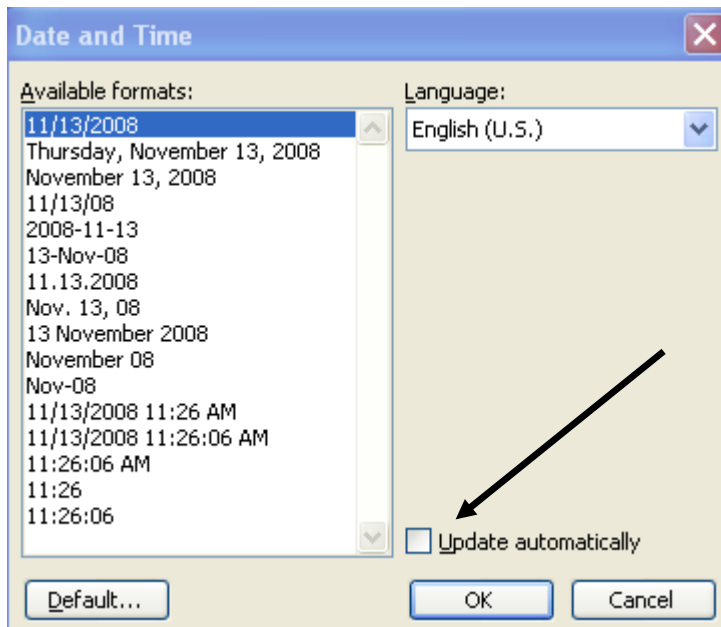 Date and Time
Available formats:
Language:
11/13/2008
English (U.S.)
Thursday, November 13, 2008
November 13, 2008
11/13/08
2008-11-13
13-Nov-08
11.13.2008
Nov. 13, 08
13 November 2008
November 08
Nov-08
11/13/2008 11:26 AM
11/13/2008 11:26:06 AM
11:26:06 AM
11:26
11:26:06
Update automatically
Default...
OK
Cancel